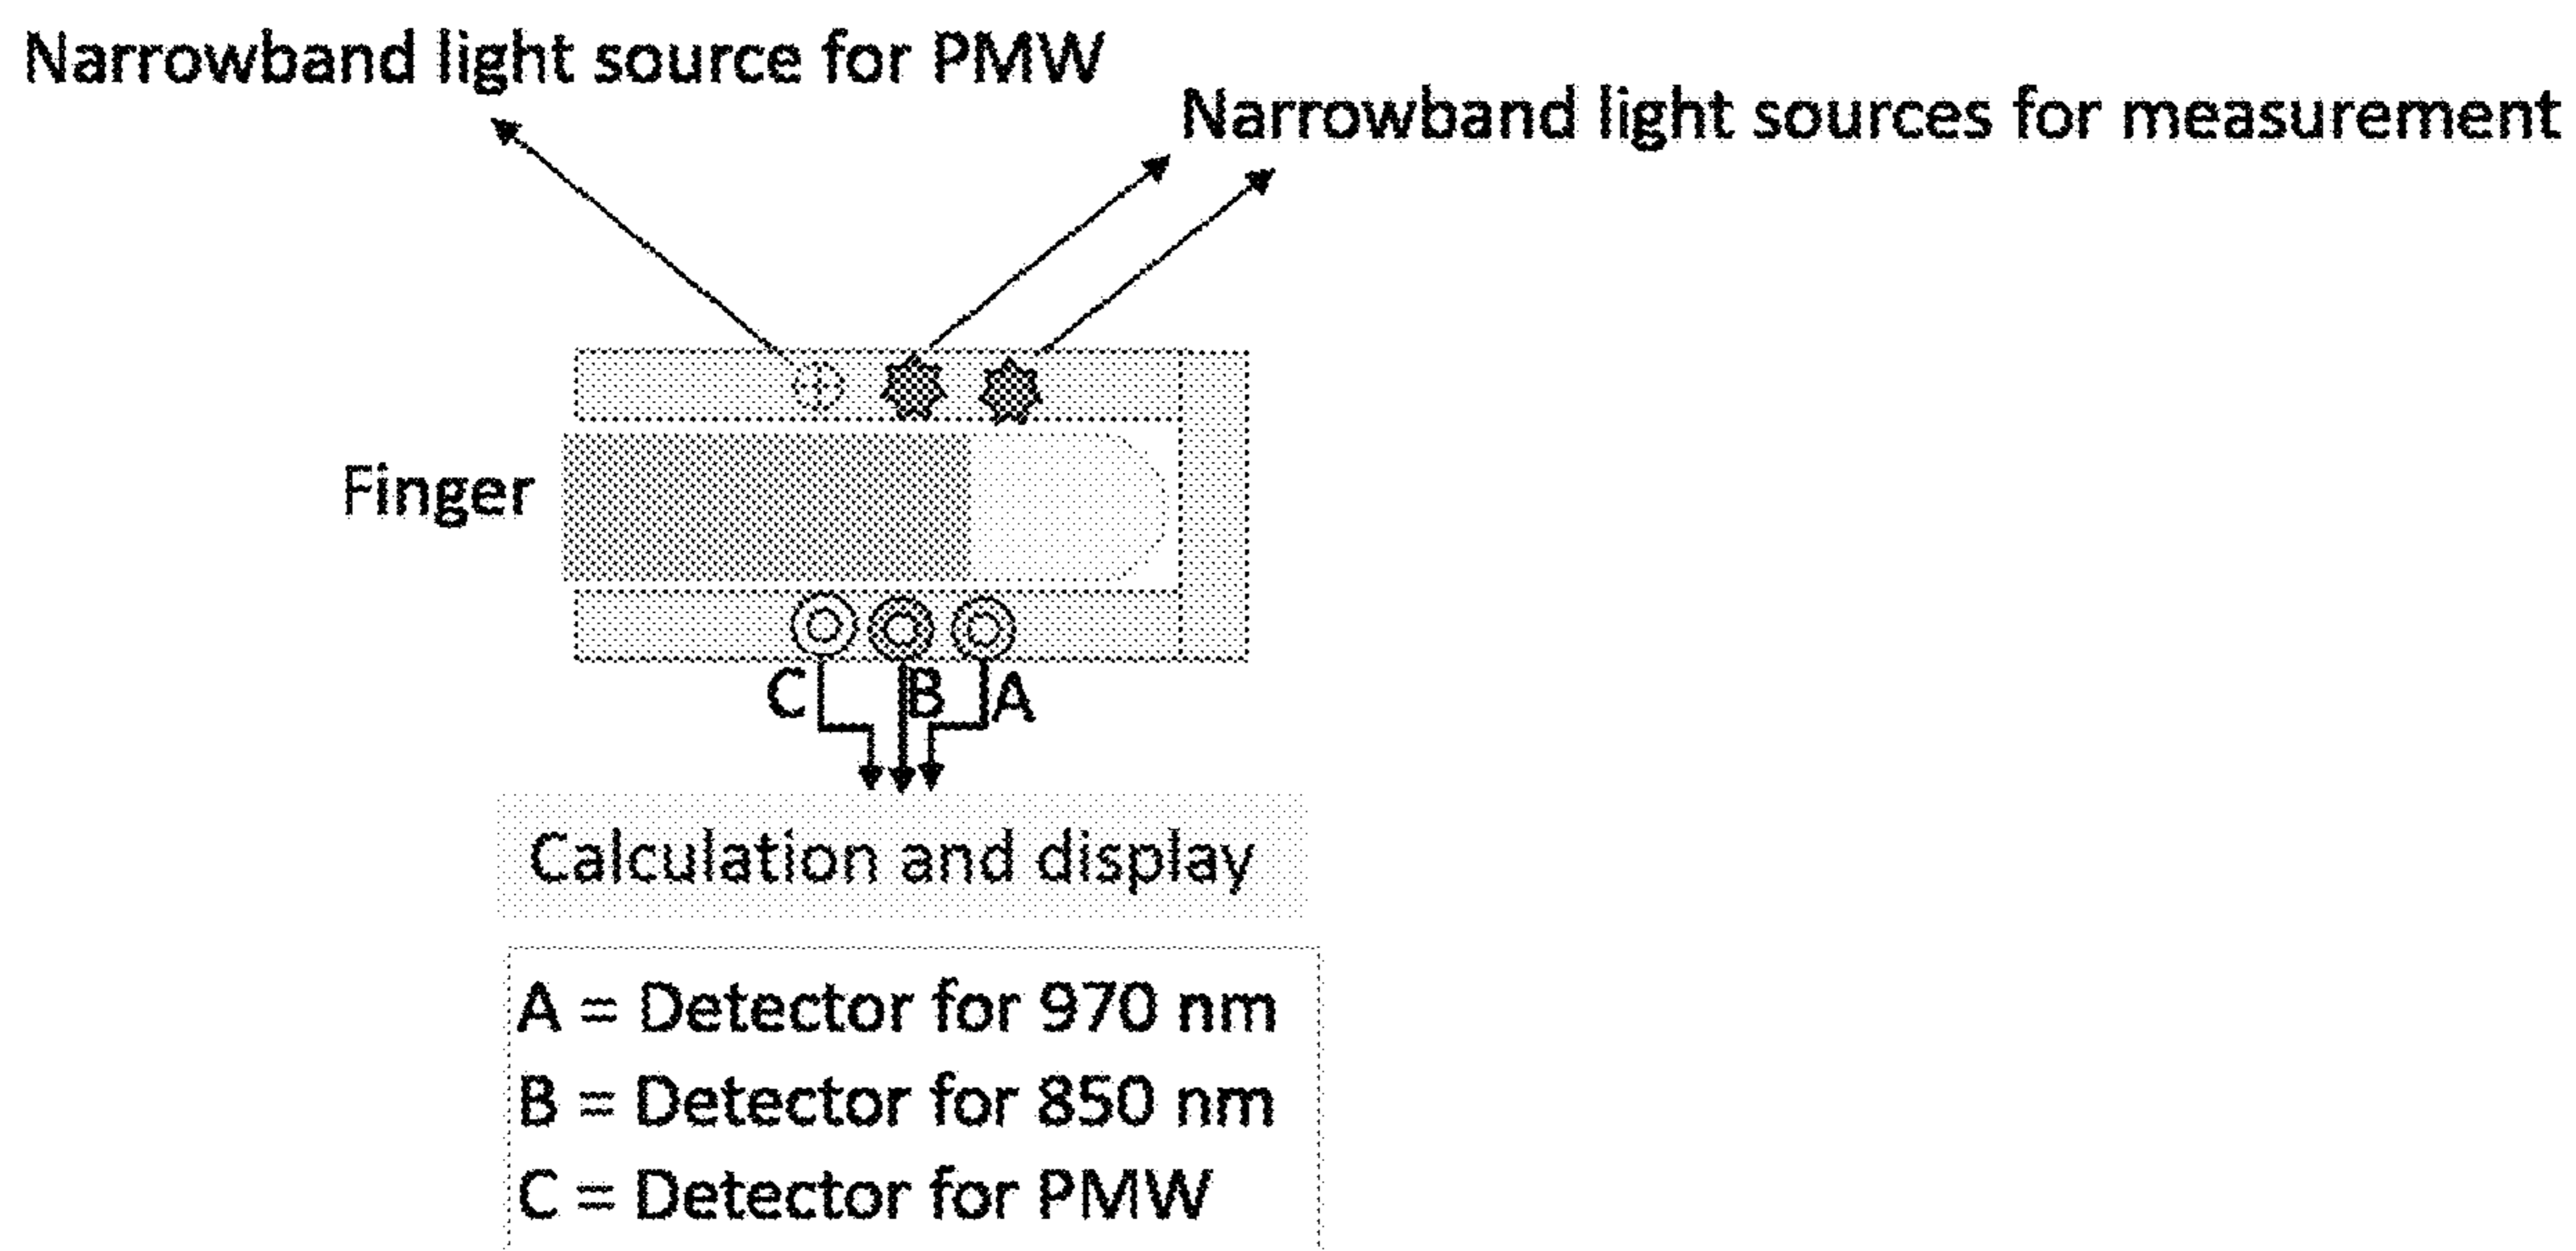 Narrowband light source for PMW
Narrowband light sources for measurement
Finger
C B A
Calculation and display
A = Detector for 970 nm
B = Detector for 850 nm
C = Detector for PMW